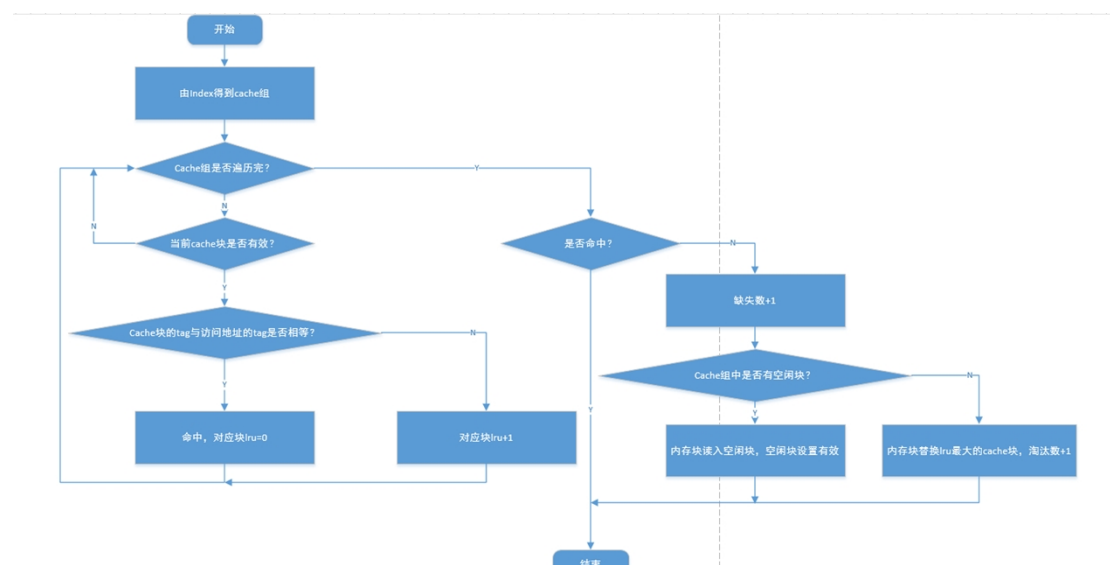 开始
由Index得到cache组
Cache组是否遍历完？
Y
N
N
当前cache块是否有效？
是否命中？
N
Y
缺失数+1
Cache块的tag与访问地址的tag是否相等？
N
Cache组中是否有空闲块？
N
Y
Y
Y
命中，对应块lru=0
对应块lru+1
内存块读入空闲块，空闲块设置有效
内存块替换lru最大的cache块，淘汰数+1
结束